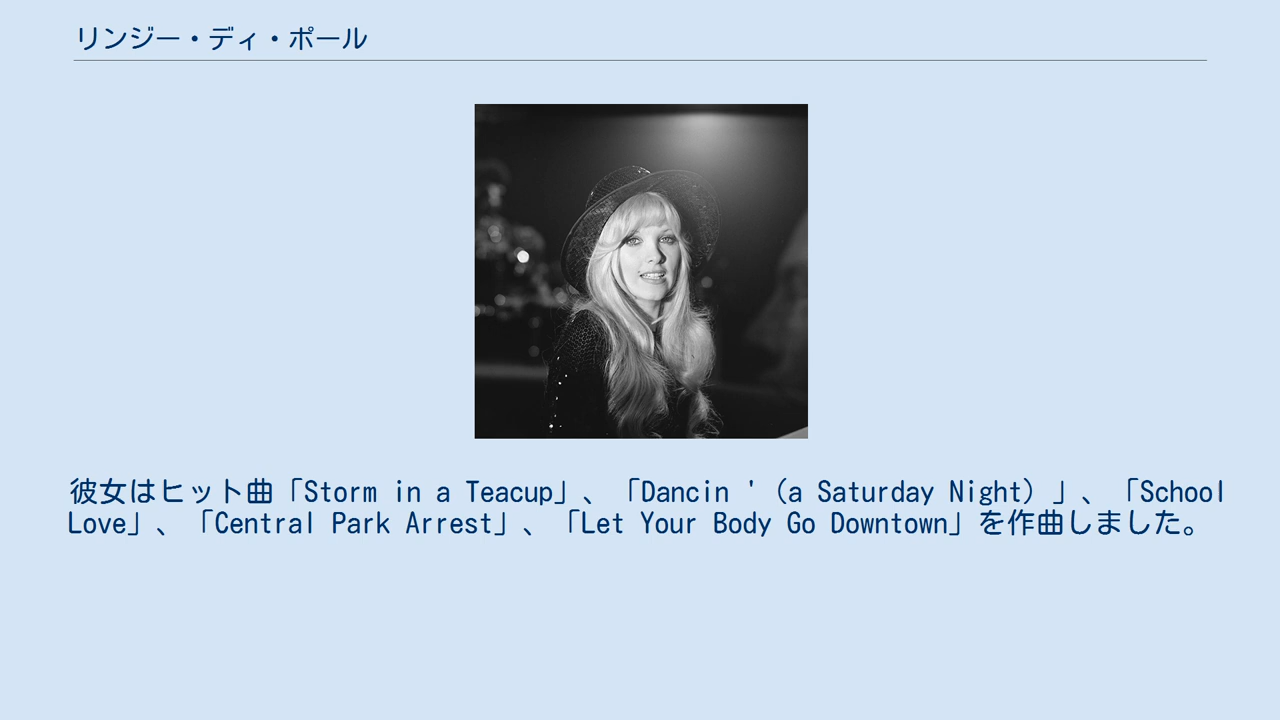 リンジー・ディ・ポール
彼女はヒット曲「Storm in a Teacup」、「Dancin '（a Saturday Night）」、「School
Love」、「Central Park Arrest」、「Let Your Body Go Downtown」を作曲しました。